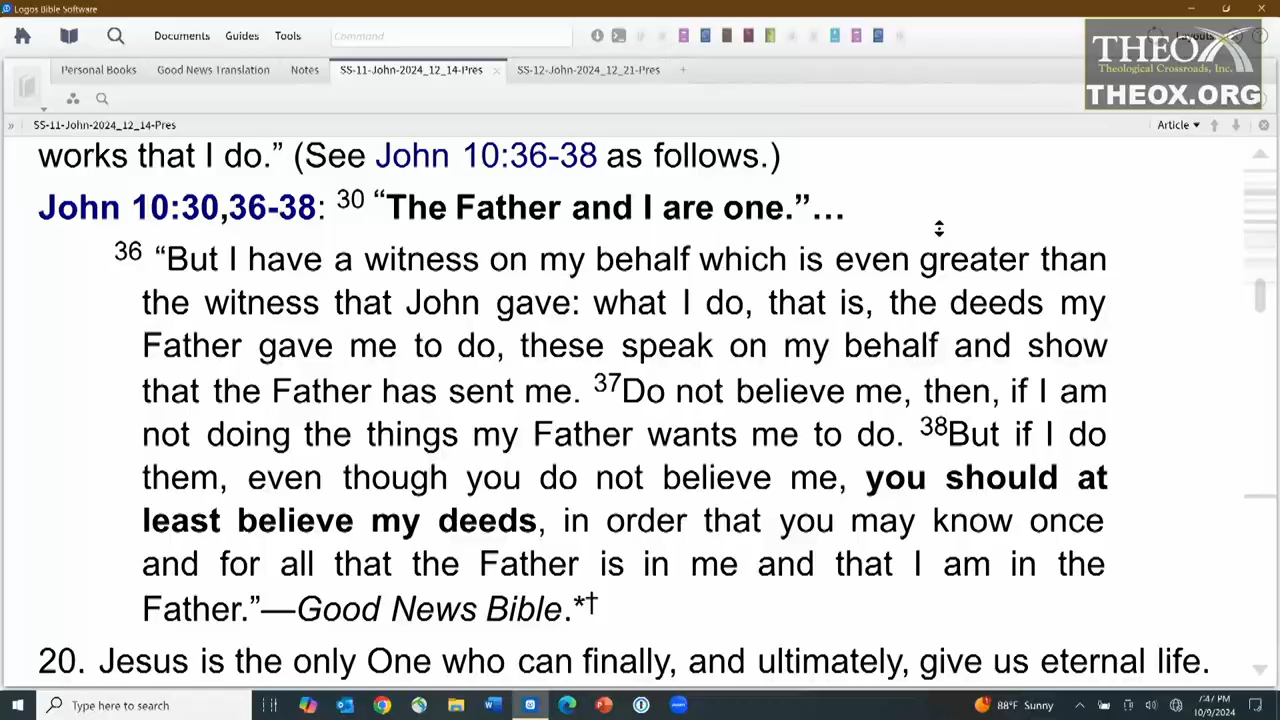 Logos Bible Software
Documents Guides Tools Command Layouts
THEOX
Theological Crossroads, Inc.
THEOX.ORG
Personal Books Good News Translation Notes SS-11-John-2024_12_14-Pres SS-12-John-2024_12_21-Pres
SS-11-John-2024_12_14-Pres Article
works that I do.” (See John 10:36-38 as follows.)
John 10:30,36-38: 30 “The Father and I are one.”…
36 “But I have a witness on my behalf which is even greater than
the witness that John gave: what I do, that is, the deeds my
Father gave me to do, these speak on my behalf and show
that the Father has sent me. 37Do not believe me, then, if I am
not doing the things my Father wants me to do. 38But if I do
them, even though you do not believe me, you should at
least believe my deeds, in order that you may know once
and for all that the Father is in me and that I am in the
Father.”—Good News Bible.*†
20. Jesus is the only One who can finally, and ultimately, give us eternal life.
Type here to search 88°F Sunny 7:47 PM
10/9/2024